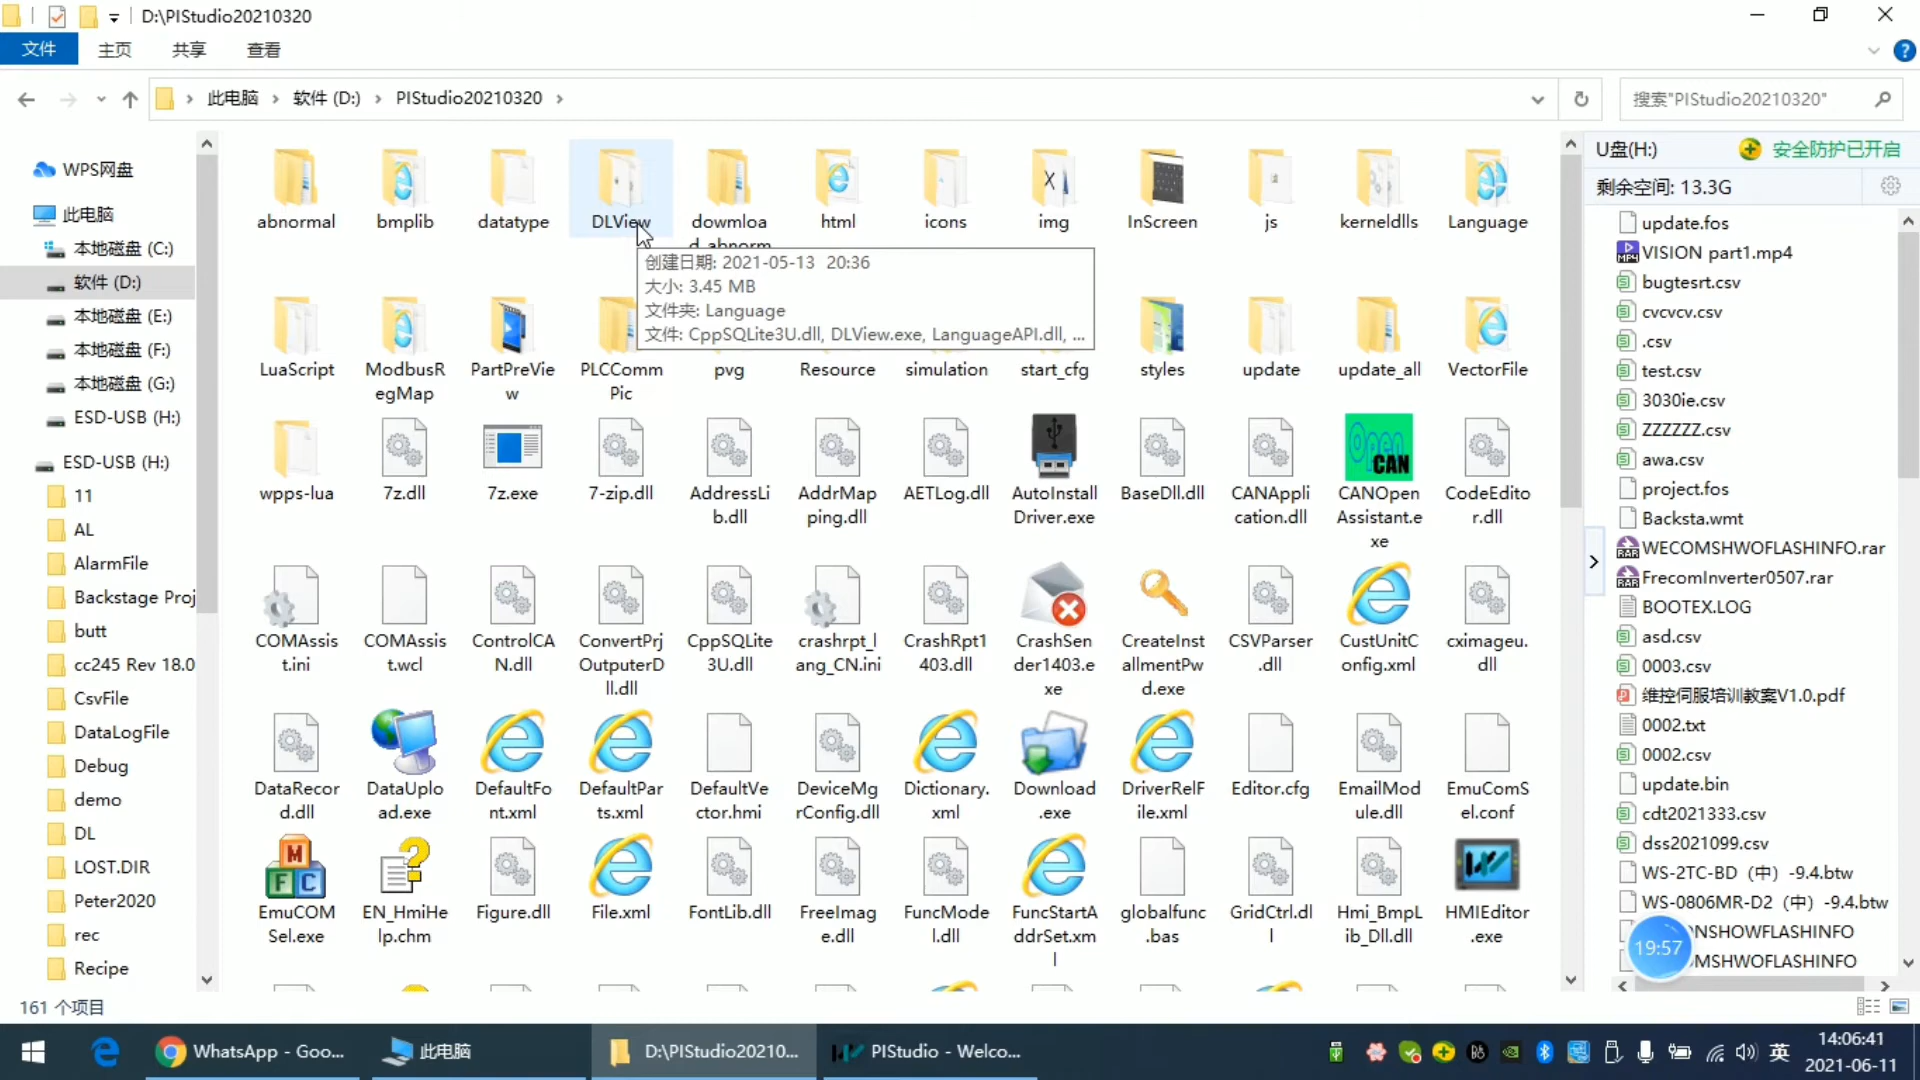 D:\PIStudio20210320
文件 主页 共享 查看
此电脑 软件 (D:) PIStudio20210320
搜索"PIStudio20210320"
WPS网盘
此电脑
本地磁盘 (C:)
软件 (D:)
本地磁盘 (E:)
本地磁盘 (F:)
本地磁盘 (G:)
ESD-USB (H:)
ESD-USB (H:)
11
AL
AlarmFile
Backstage Proj
butt
cc245 Rev 18.0
CsvFile
DataLogFile
Debug
demo
DL
LOST.DIR
Peter2020
rec
Recipe
abnormal
bmplib
datatype
DLView
dowmloa
d_abnorm
html
icons
img
InScreen
js
kerneldlls
Language
创建日期: 2021-05-13 20:36
大小: 3.45 MB
文件夹: Language
文件: CppSQLite3U.dll, DLView.exe, LanguageAPI.dll, ...
LuaScript
ModbusR
egMap
PartPreVie
w
PLCComm
Pic
pvg
Resource
simulation
start_cfg
styles
update
update_all
VectorFile
wpps-lua
7z.dll
7z.exe
7-zip.dll
AddressLi
b.dll
AddrMap
ping.dll
AETLog.dll
AutoInstall
Driver.exe
BaseDll.dll
CANAppli
cation.dll
Open
CAN
CANOpen
Assistant.e
xe
CodeEdito
r.dll
COMAssis
t.ini
COMAssis
t.wcl
ControlCA
N.dll
ConvertPrj
OutputerD
ll.dll
CppSQLite
3U.dll
crashrpt_l
ang_CN.ini
CrashRpt1
403.dll
CrashSen
der1403.e
xe
CreateInst
allmentPw
d.exe
CSVParser
.dll
CustUnitC
onfig.xml
cximageu.
dll
DataRecor
d.dll
DataUplo
ad.exe
DefaultFo
nt.xml
DefaultPar
ts.xml
DefaultVe
ctor.hmi
DeviceMg
rConfig.dll
Dictionary.
xml
Download
.exe
DriverRelF
ile.xml
Editor.cfg
EmailMod
ule.dll
EmuComS
el.conf
M
F C
EmuCOM
Sel.exe
EN_HmiHe
lp.chm
Figure.dll
File.xml
FontLib.dll
FreeImag
e.dll
FuncMode
l.dll
FuncStartA
ddrSet.xm
l
globalfunc
.bas
GridCtrl.dl
l
Hmi_BmpL
ib_Dll.dll
HMIEditor
.exe
U盘(H:) 安全防护已开启
剩余空间: 13.3G
update.fos
VISION part1.mp4
bugtesrt.csv
cvcvcv.csv
.csv
test.csv
3030ie.csv
ZZZZZZ.csv
awa.csv
project.fos
Backsta.wmt
WECOMSHWOFLASHINFO.rar
FrecomInverter0507.rar
BOOTEX.LOG
asd.csv
0003.csv
维控伺服培训教案V1.0.pdf
0002.txt
0002.csv
update.bin
cdt2021333.csv
dss2021099.csv
WS-2TC-BD（中）-9.4.btw
WS-0806MR-D2（中）-9.4.btw
ONSHOWFLASHINFO
OMSHWOFLASHINFO
19:57
161 个项目
WhatsApp - Goo...
此电脑
D:\PIStudio20210...
PIStudio - Welco...
英
14:06:41
2021-06-11